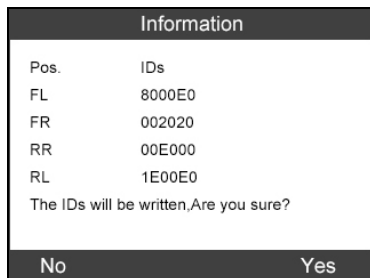 Information
Pos. IDs
FL 8000E0
FR 002020
RR 00E000
RL 1E00E0
The IDs will be written,Are you sure?
No Yes